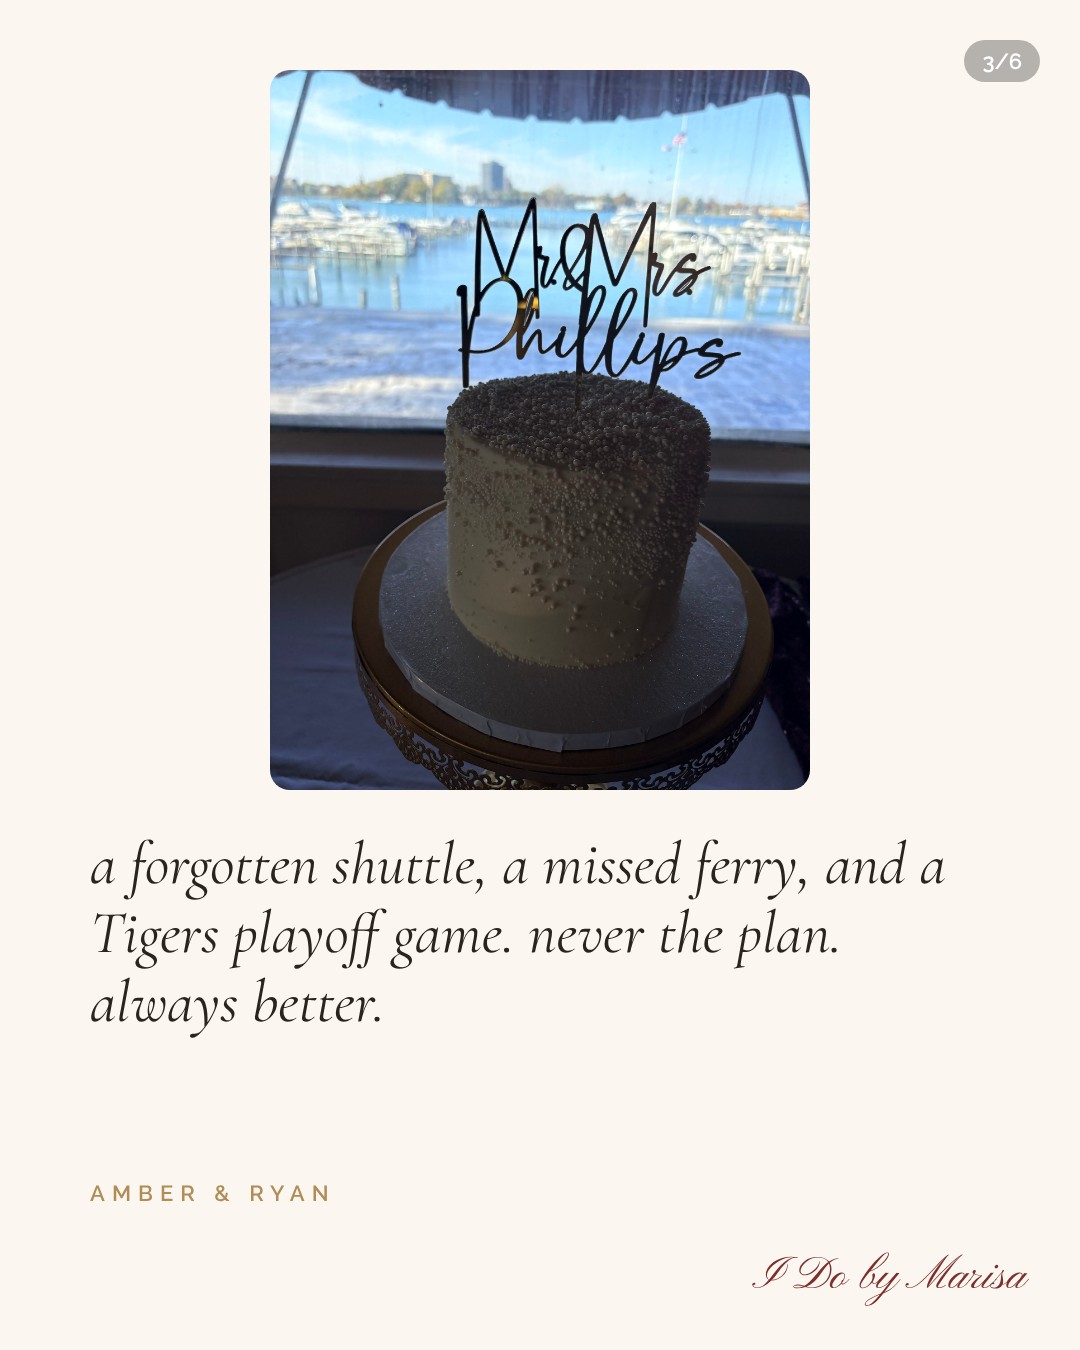 3/6
Mr & Mrs
Phillips
a forgotten shuttle, a missed ferry, and a
Tigers playoff game. never the plan.
always better.
AMBER & RYAN
I Do by Marisa